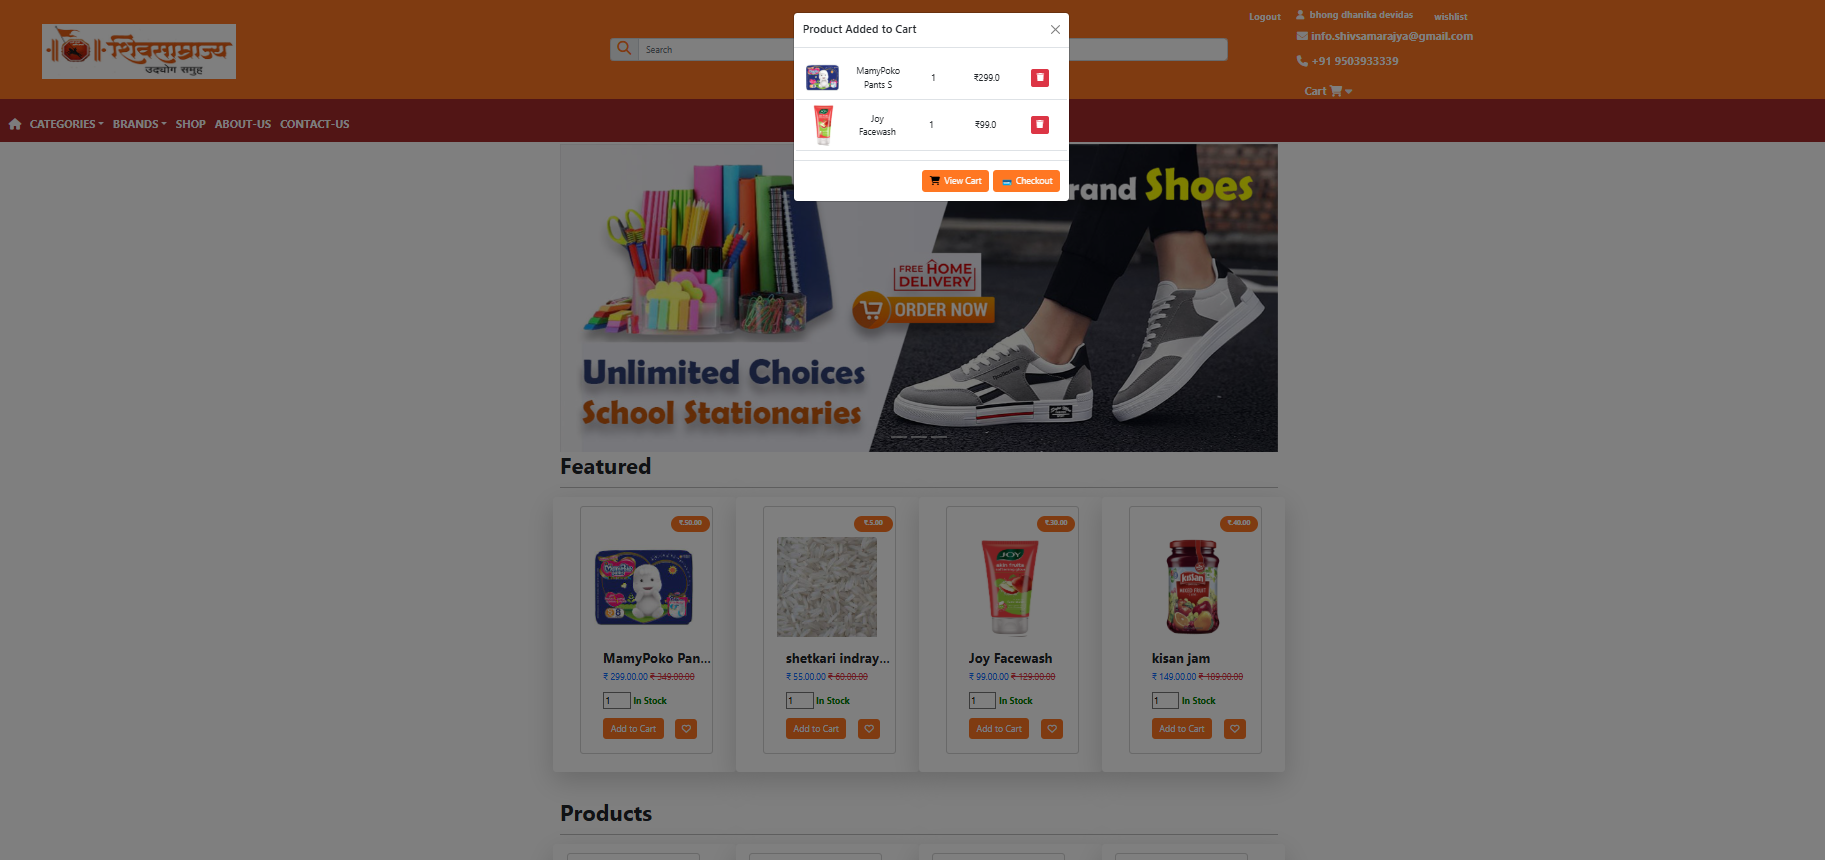 शिवसाम्राज्य
उद्योग समुह
Search
Logout
bhong dhanika devidas
wishlist
info.shivsamarajya@gmail.com
+91 9503933339
Cart
CATEGORIES
BRANDS
SHOP
ABOUT-US
CONTACT-US
Product Added to Cart
MamyPoko
Pants S
1
₹299.0
Joy
Facewash
1
₹99.0
View Cart
Checkout
rand Shoes
FREE HOME
DELIVERY
ORDER NOW
Unlimited Choices
School Stationaries
Featured
₹.50.00
MamyPoko Pan...
₹ 299.00.00 ₹ 349.00.00
1 In Stock
Add to Cart
₹.5.00
shetkari indray...
₹ 55.00.00 ₹ 60.00.00
1 In Stock
Add to Cart
₹.30.00
JOY
skin fruits
Joy Facewash
₹ 99.00.00 ₹ 129.00.00
1 In Stock
Add to Cart
₹.40.00
kisan
MIXED FRUIT
kisan jam
₹ 149.00.00 ₹ 189.00.00
1 In Stock
Add to Cart
Products